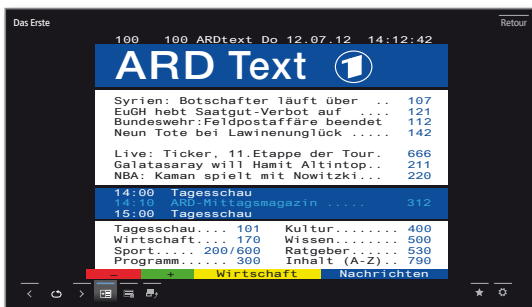 Das Erste
Retour
100 100 ARDtext Do 12.07.12 14:12:42
ARD Text 1
Syrien: Botschafter läuft über .. 107
EuGH hebt Saatgut-Verbot auf .... 121
Bundeswehr:Feldpostaffäre beendet 112
Neun Tote bei Lawinenunglück ..... 142
Live: Ticker, 11.Etappe der Tour. 666
Galatasaray will Hamit Altintop.. 211
NBA: Kaman spielt mit Nowitzki... 220
14:00 Tagesschau
14:10 ARD-Mittagsmagazin ..... 312
15:00 Tagesschau
Tagesschau.... 101 Kultur........ 400
Wirtschaft.... 170 Wissen........ 500
Sport..... 200/600 Ratgeber...... 530
Programm...... 300 Inhalt (A-Z).. 790
– + Wirtschaft Nachrichten